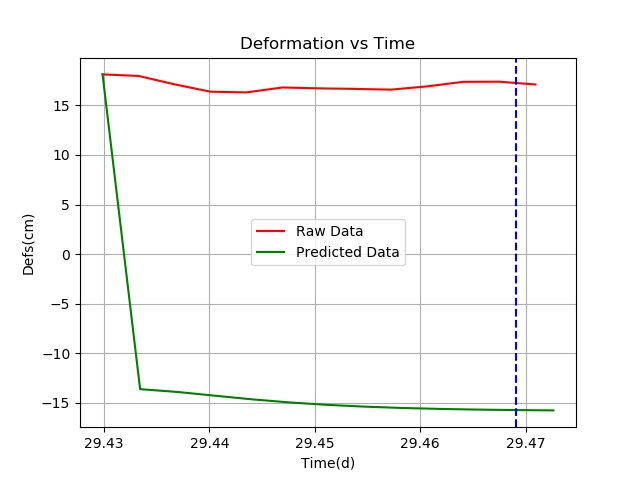 Deformation vs Time
Defs(cm)
15
10
5
0
−5
−10
−15
Raw Data
Predicted Data
29.43 29.44 29.45 29.46 29.47
Time(d)